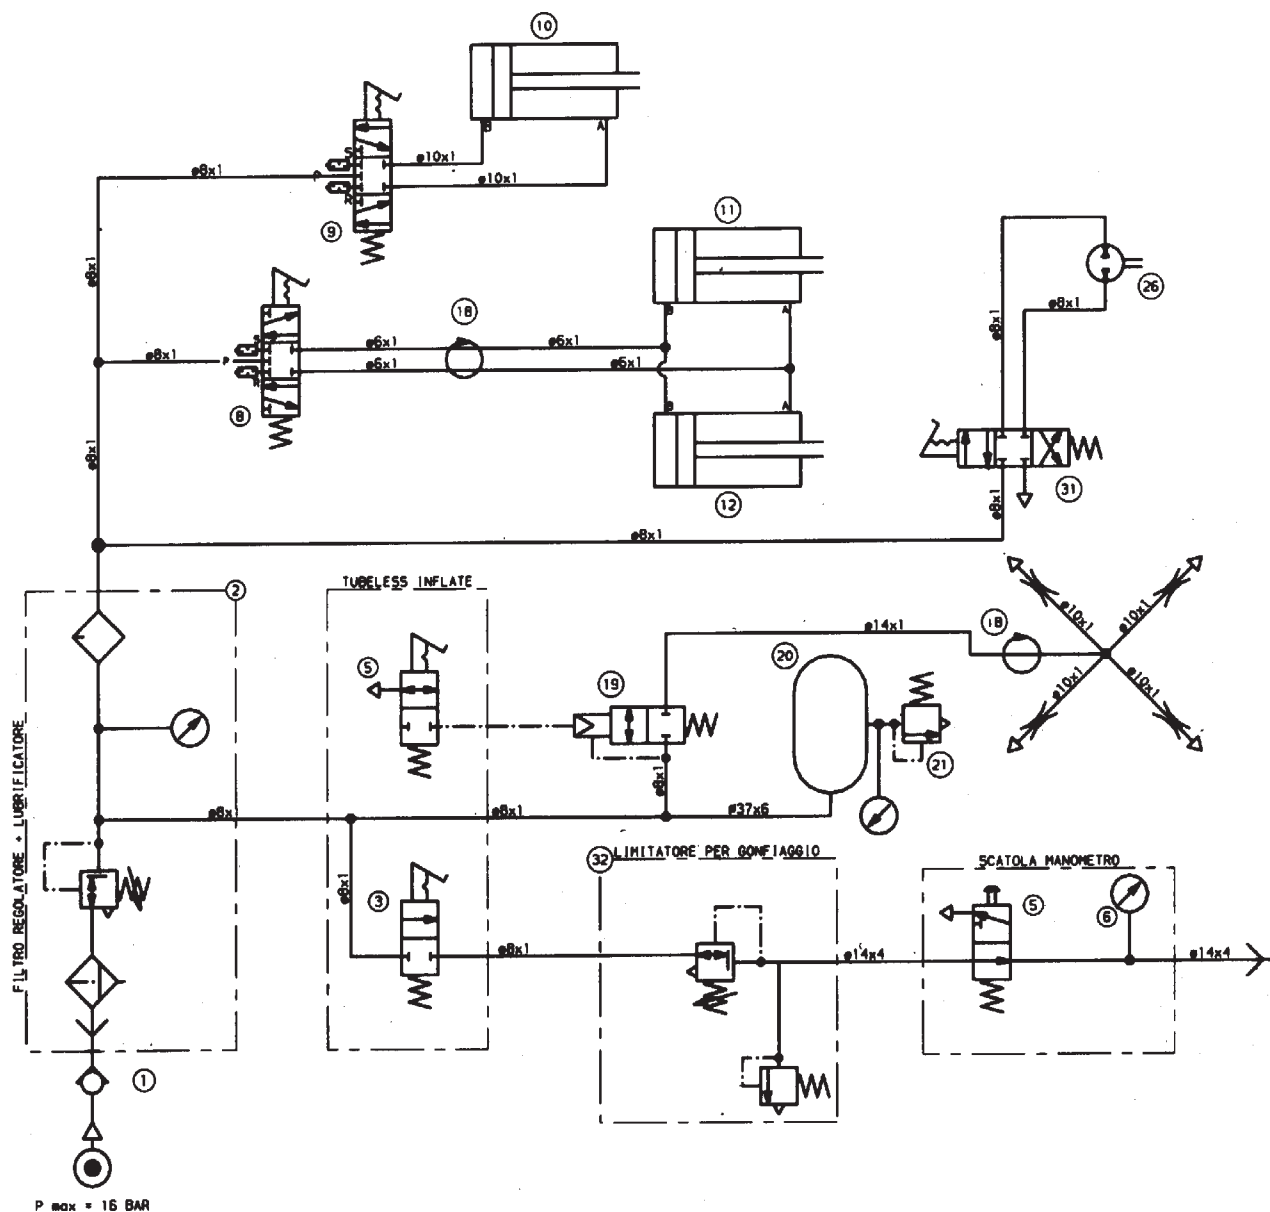 10
B
A
ø10x1
ø8x1
P
S
R
ø10x1
9
11
ø8x1
26
ø8x1
18
ø8x1
B
A
ø6x1
ø6x1
ø8x1
P
ø6x1
ø6x1
8
B
A
ø8x1
31
12
ø8x1
ø8x1
TUBELESS INFLATE
2
ø10x1
ø10x1
18
ø14x1
20
5
19
ø10x1
ø10x1
21
FILTRO REGOLATORE + LUBRIFICATORE
ø8x1
ø8x
ø8x1
ø37x6
32
LIMITATORE PER GONFIAGGIO
SCATOLA MANOMETRO
ø8x1
3
5
6
ø8x1
ø14x4
ø14x4
1
P max = 16 BAR